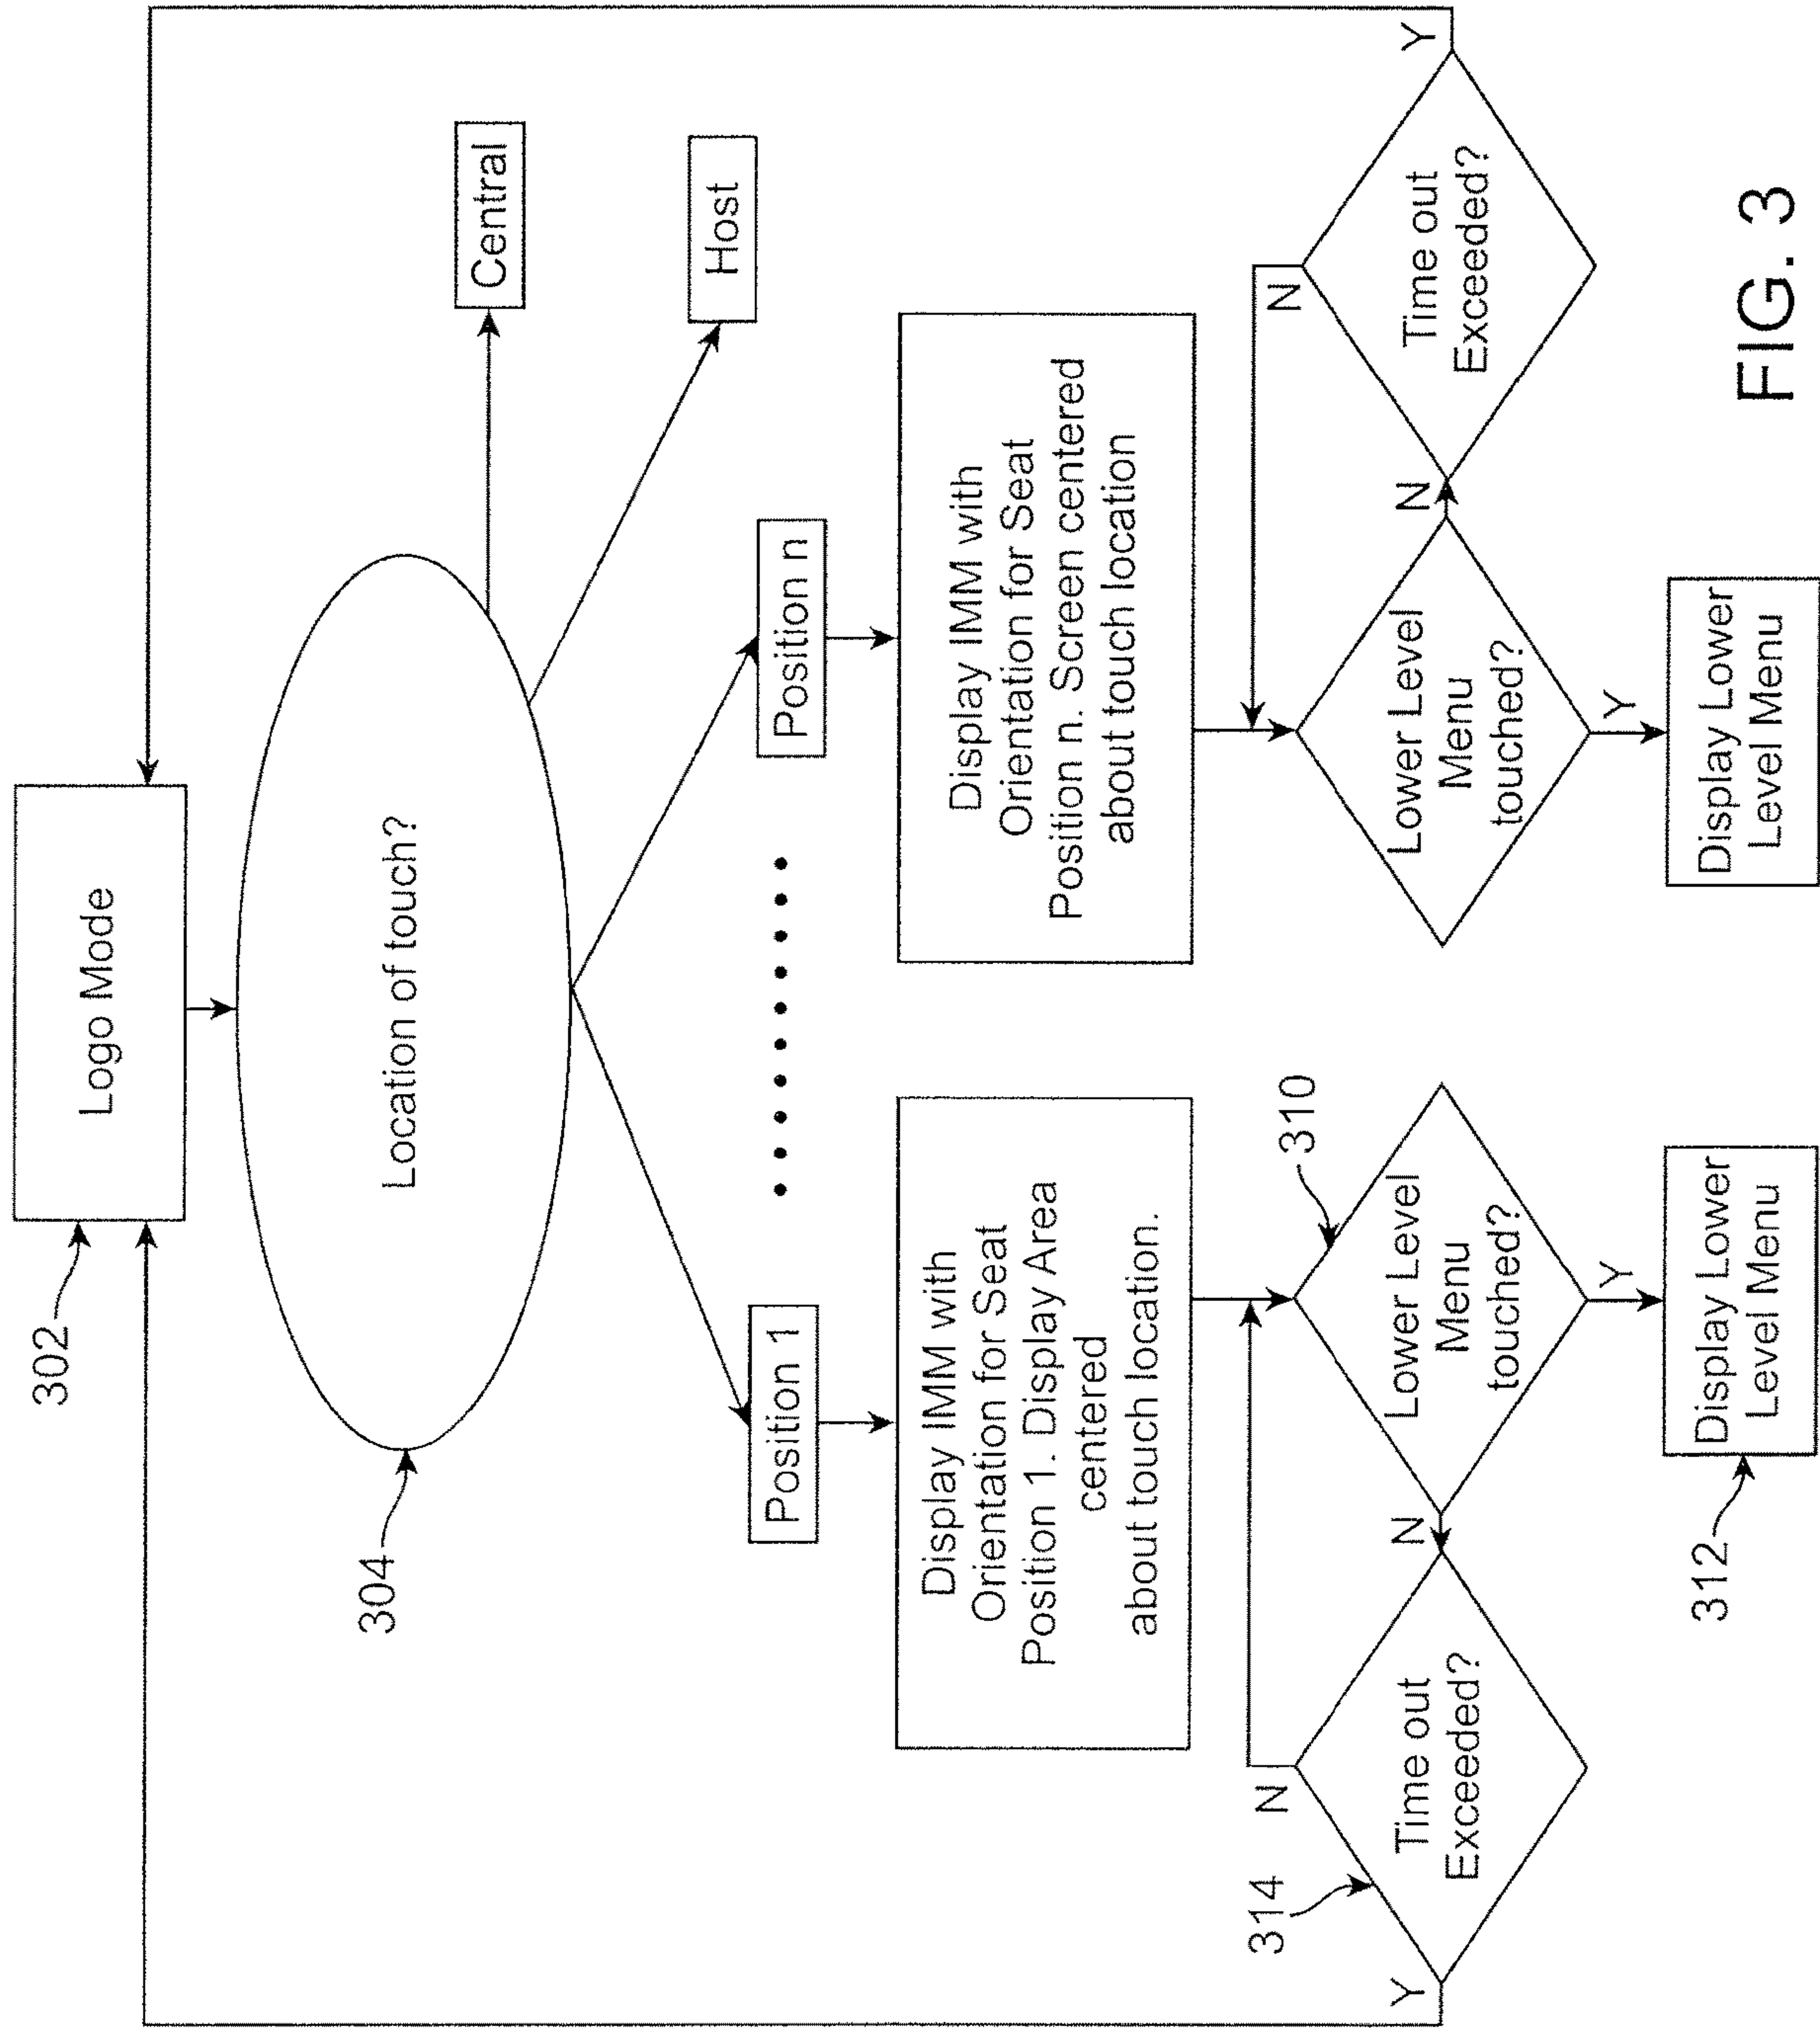 302
Logo Mode
304
Location of touch?
Central
Host
Position 1
Position n
Display IMM with
Orientation for Seat
Position 1. Display Area
centered
about touch location.
Display IMM with
Orientation for Seat
Position n. Screen centered
about touch location
310
Lower Level
Menu
touched?
N
Y
314
Time out
Exceeded?
N
Y
312
Display Lower
Level Menu
Lower Level
Menu
touched?
N
Y
Time out
Exceeded?
N
Y
Display Lower
Level Menu
FIG. 3